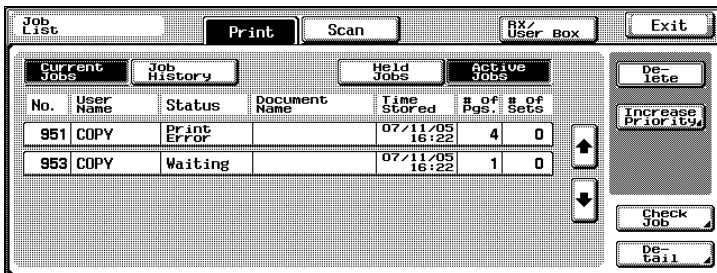 Job
List
Print
Scan
RX/
User Box
Exit
Current
Jobs
Job
History
Held
Jobs
Active
Jobs
De-
lete
No.
User
Name
Status
Document
Name
Time
Stored
# of
Pgs.
# of
Sets
Increase
Priority
951 COPY Print
Error
07/11/05
16:22
4 0
953 COPY Waiting 07/11/05
16:22
1 0
Check
Job
De-
tail